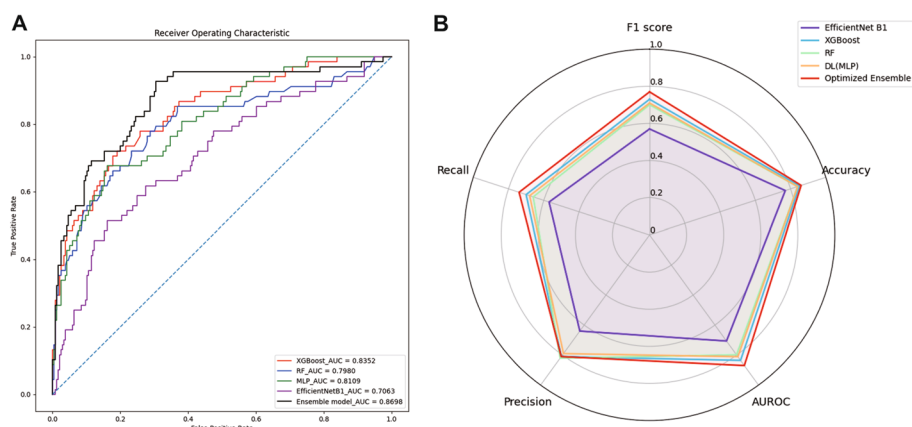 A
Receiver Operating Characteristic
1.0
0.8
0.6
0.4
0.2
0.0
True Positive Rate
0.0 0.2 0.4 0.6 0.8 1.0
False Positive Rate
XGBoost_AUC = 0.8352
RF_AUC = 0.7980
MLP_AUC = 0.8109
EfficientNetB1_AUC = 0.7063
Ensemble model_AUC = 0.8698
B
F1 score
1.0
0.8
0.6
0.4
0.2
0
Recall
Accuracy
Precision
AUROC
EfficientNet B1
XGBoost
RF
DL(MLP)
Optimized Ensemble